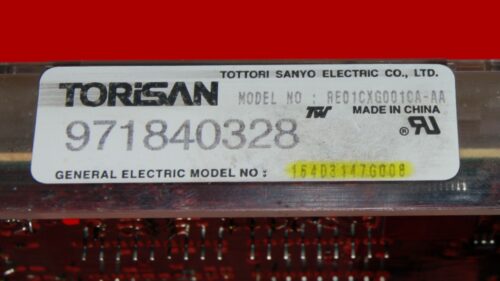 TOTTORI SANYO ELECTRIC CO., LTD.
TORiSAN MODEL NO : RE01CXG0010A-AA
MADE IN CHINA
971840328
GENERAL ELECTRIC MODEL NO : 164D3147G008